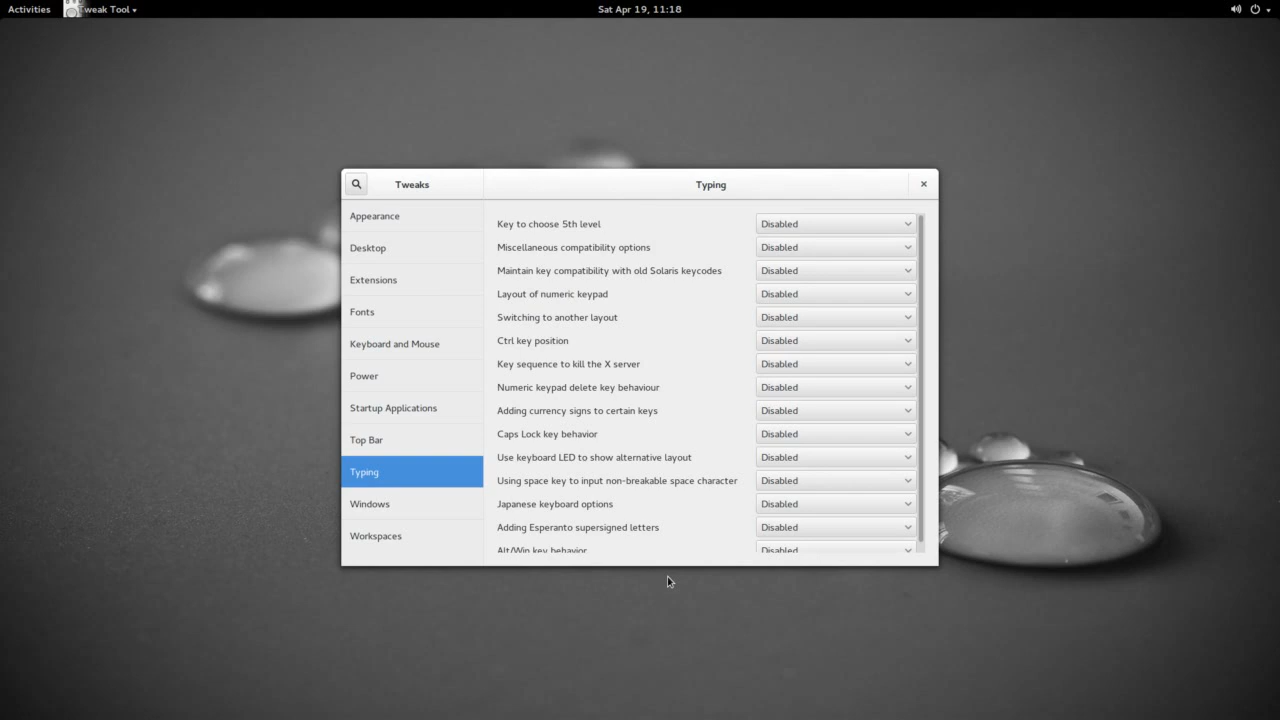 Activities
Tweak Tool
Sat Apr 19, 11:18
Tweaks
Typing
Appearance
Desktop
Extensions
Fonts
Keyboard and Mouse
Power
Startup Applications
Top Bar
Typing
Windows
Workspaces
Key to choose 5th level Disabled
Miscellaneous compatibility options Disabled
Maintain key compatibility with old Solaris keycodes Disabled
Layout of numeric keypad Disabled
Switching to another layout Disabled
Ctrl key position Disabled
Key sequence to kill the X server Disabled
Numeric keypad delete key behaviour Disabled
Adding currency signs to certain keys Disabled
Caps Lock key behavior Disabled
Use keyboard LED to show alternative layout Disabled
Using space key to input non-breakable space character Disabled
Japanese keyboard options Disabled
Adding Esperanto supersigned letters Disabled
Alt/Win key behavior Disabled